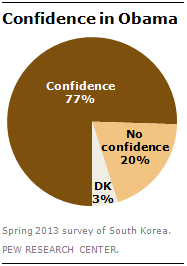 Confidence in Obama
Confidence
77%
No
confidence
20%
DK
3%
Spring 2013 survey of South Korea.
PEW RESEARCH CENTER.